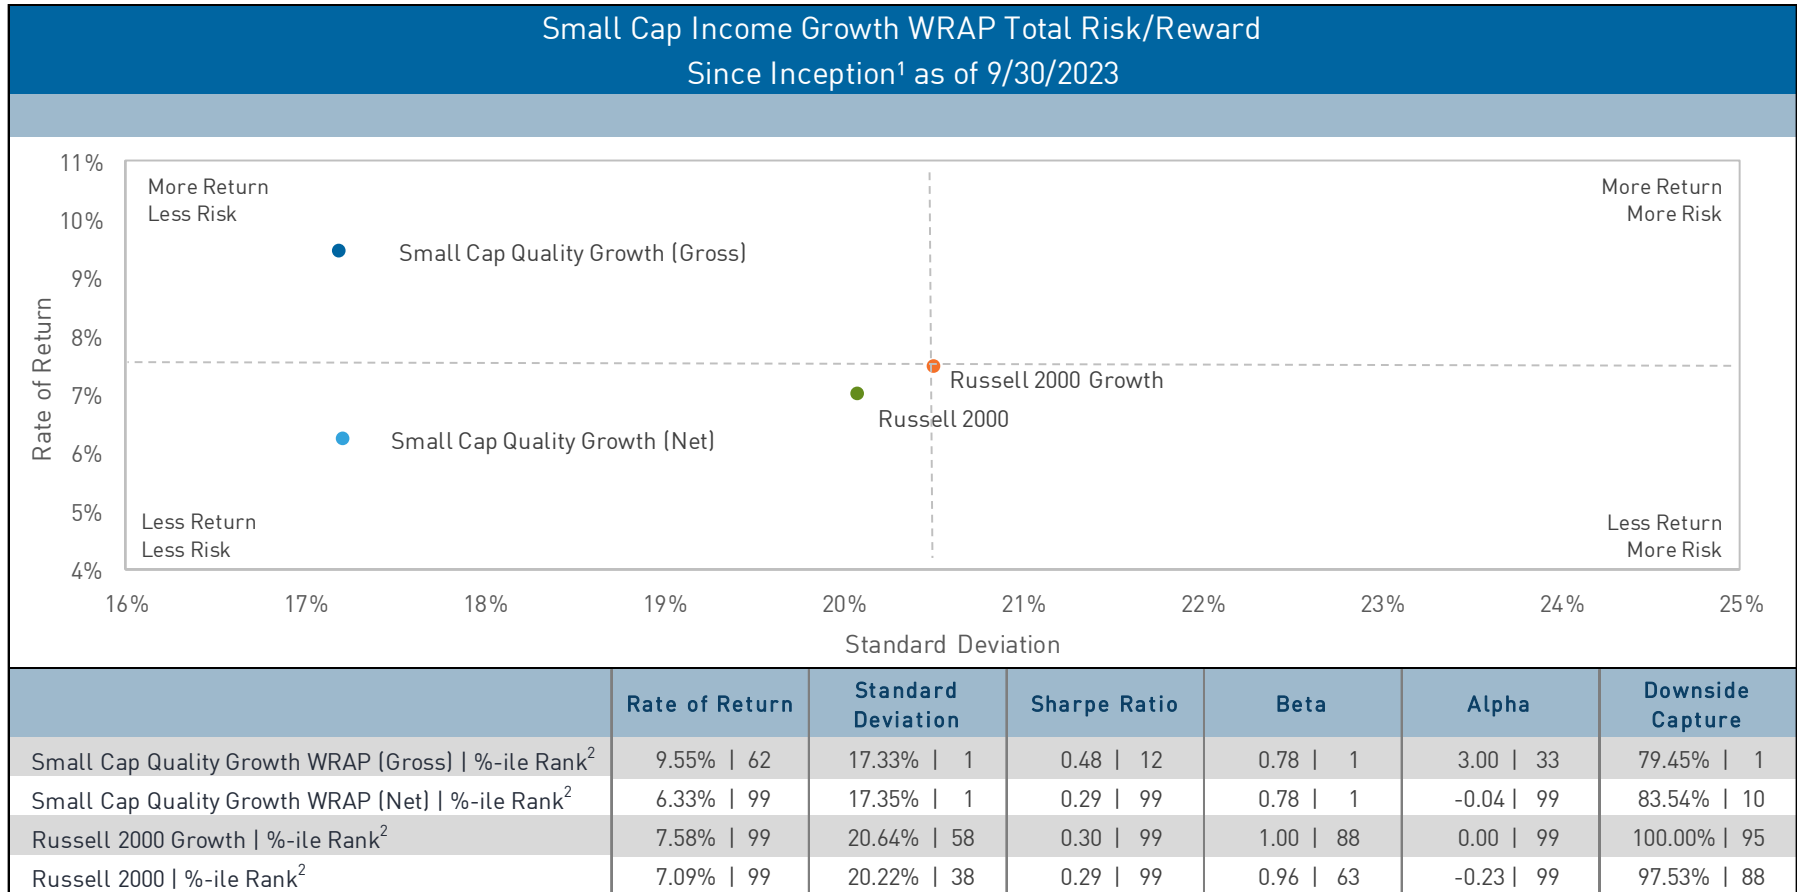 Small Cap Income Growth WRAP Total Risk/Reward
Since Inception¹ as of 9/30/2023
11%
10%
9%
8%
7%
6%
5%
4%
Rate of Return
More Return
Less Risk
More Return
More Risk
Small Cap Quality Growth (Gross)
Russell 2000 Growth
Russell 2000
Small Cap Quality Growth (Net)
Less Return
Less Risk
Less Return
More Risk
16% 17% 18% 19% 20% 21% 22% 23% 24% 25%
Standard Deviation
Rate of Return | Standard Deviation | Sharpe Ratio | Beta | Alpha | Downside Capture
Small Cap Quality Growth WRAP (Gross) | %-ile Rank² 9.55% | 62 17.33% | 1 0.48 | 12 0.78 | 1 3.00 | 33 79.45% | 1
Small Cap Quality Growth WRAP (Net) | %-ile Rank² 6.33% | 99 17.35% | 1 0.29 | 99 0.78 | 1 -0.04 | 99 83.54% | 10
Russell 2000 Growth | %-ile Rank² 7.58% | 99 20.64% | 58 0.30 | 99 1.00 | 88 0.00 | 99 100.00% | 95
Russell 2000 | %-ile Rank² 7.09% | 99 20.22% | 38 0.29 | 99 0.96 | 63 -0.23 | 99 97.53% | 88